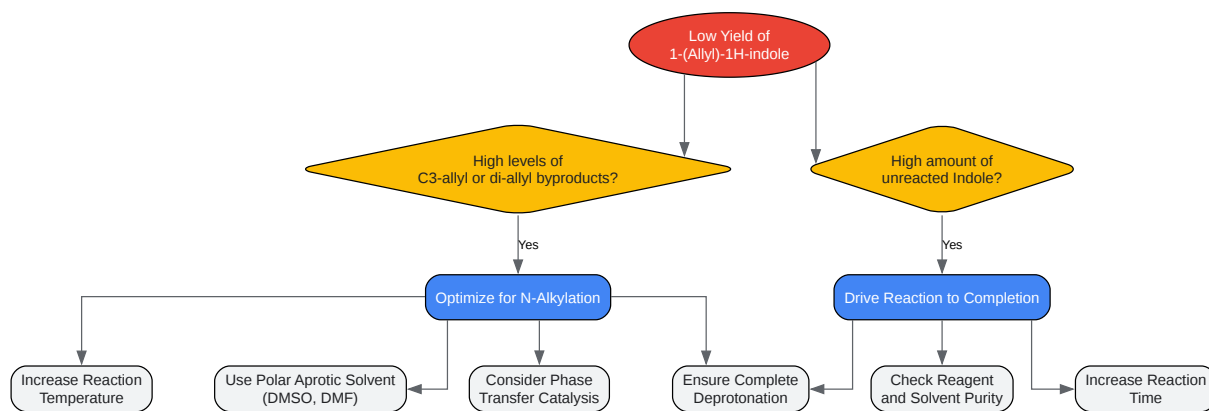 Low Yield of
1-(Allyl)-1H-indole
High levels of
C3-allyl or di-allyl byproducts?
High amount of
unreacted Indole?
Yes
Yes
Optimize for N-Alkylation
Drive Reaction to Completion
Increase Reaction
Temperature
Use Polar Aprotic Solvent
(DMSO, DMF)
Consider Phase
Transfer Catalysis
Ensure Complete
Deprotonation
Check Reagent
and Solvent Purity
Increase Reaction
Time